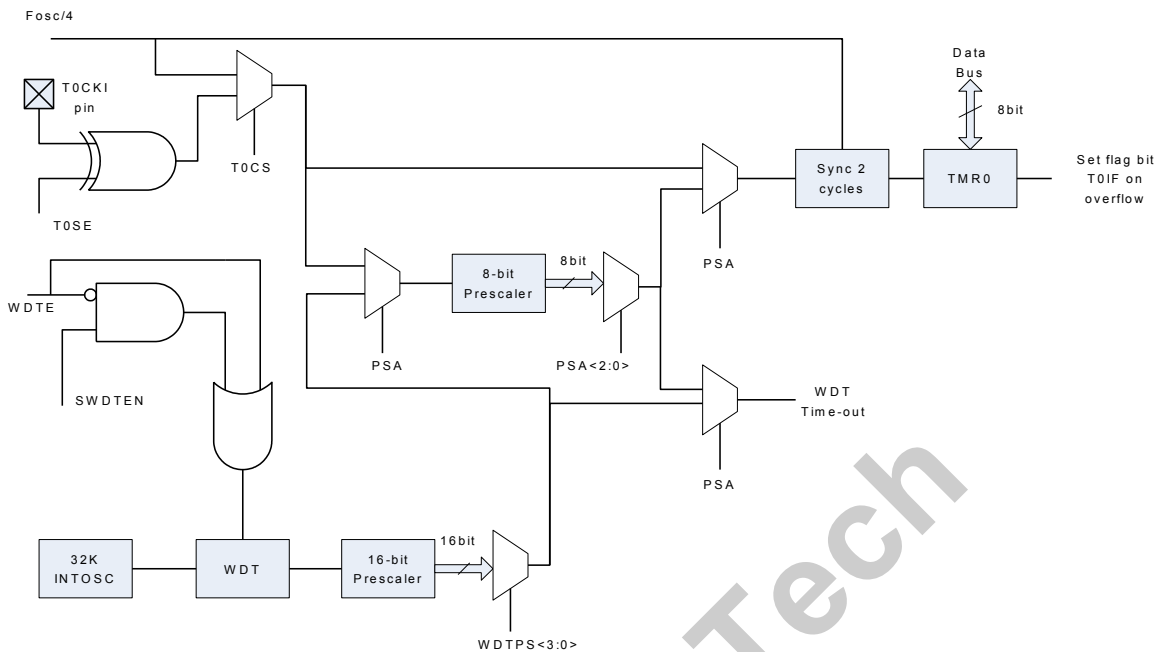 Fosc/4
T0CKI
pin
T0CS
T0SE
Data
Bus
8bit
Sync 2
cycles
TMR0
Set flag bit
T0IF on
overflow
PSA
WDTE
SWDTEN
8-bit
Prescaler
8bit
PSA
PSA<2:0>
WDT
Time-out
PSA
32K
INTOSC
WDT
16-bit
Prescaler
16bit
WDTPS<3:0>
Tech